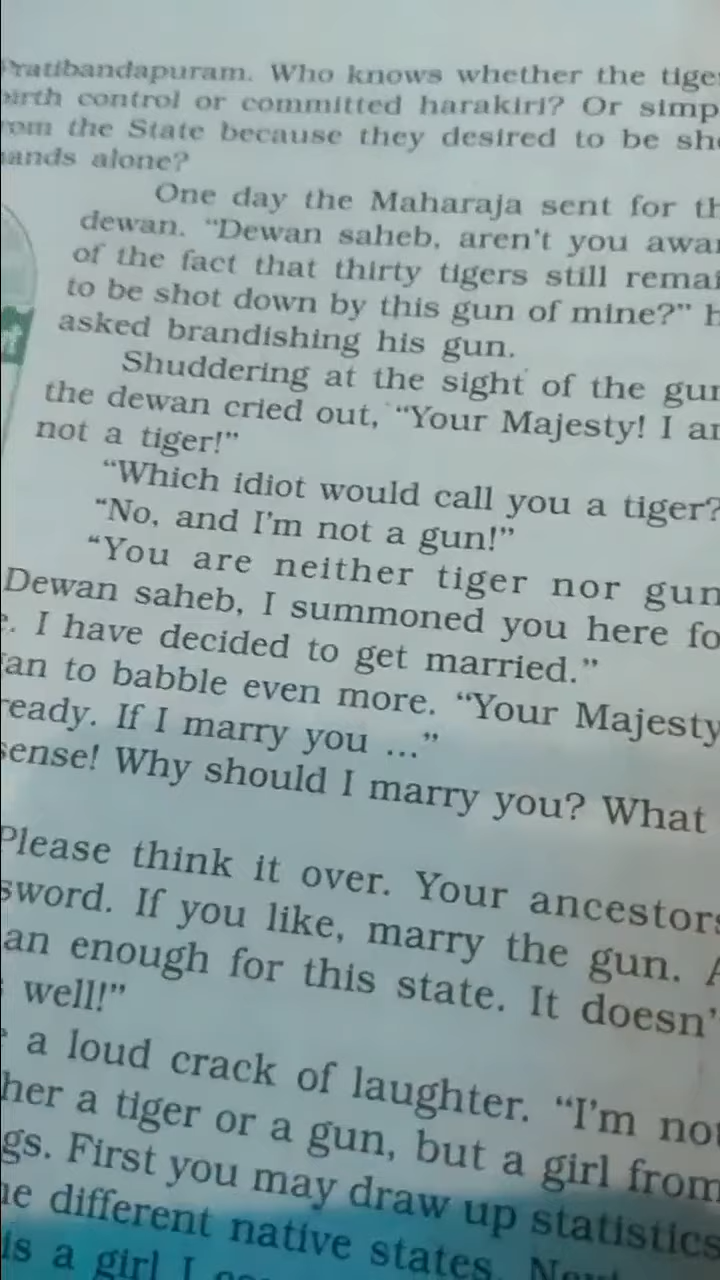 Pratibandapuram. Who knows whether the tige
birth control or committed harakiri? Or simp
rom the State because they desired to be sh
ands alone?
One day the Maharaja sent for th
dewan. “Dewan saheb, aren't you awar
of the fact that thirty tigers still remai
to be shot down by this gun of mine?” h
asked brandishing his gun.
Shuddering at the sight of the gun
the dewan cried out, “Your Majesty! I am
not a tiger!”
“Which idiot would call you a tiger?
“No, and I'm not a gun!”
“You are neither tiger nor gun
Dewan saheb, I summoned you here fo
e. I have decided to get married.”
an to babble even more. “Your Majesty
ready. If I marry you ...”
sense! Why should I marry you? What
Please think it over. Your ancestors
sword. If you like, marry the gun. A
an enough for this state. It doesn'
well!”
a loud crack of laughter. “I'm not
her a tiger or a gun, but a girl from
gs. First you may draw up statistics
he different native states.
is a girl I